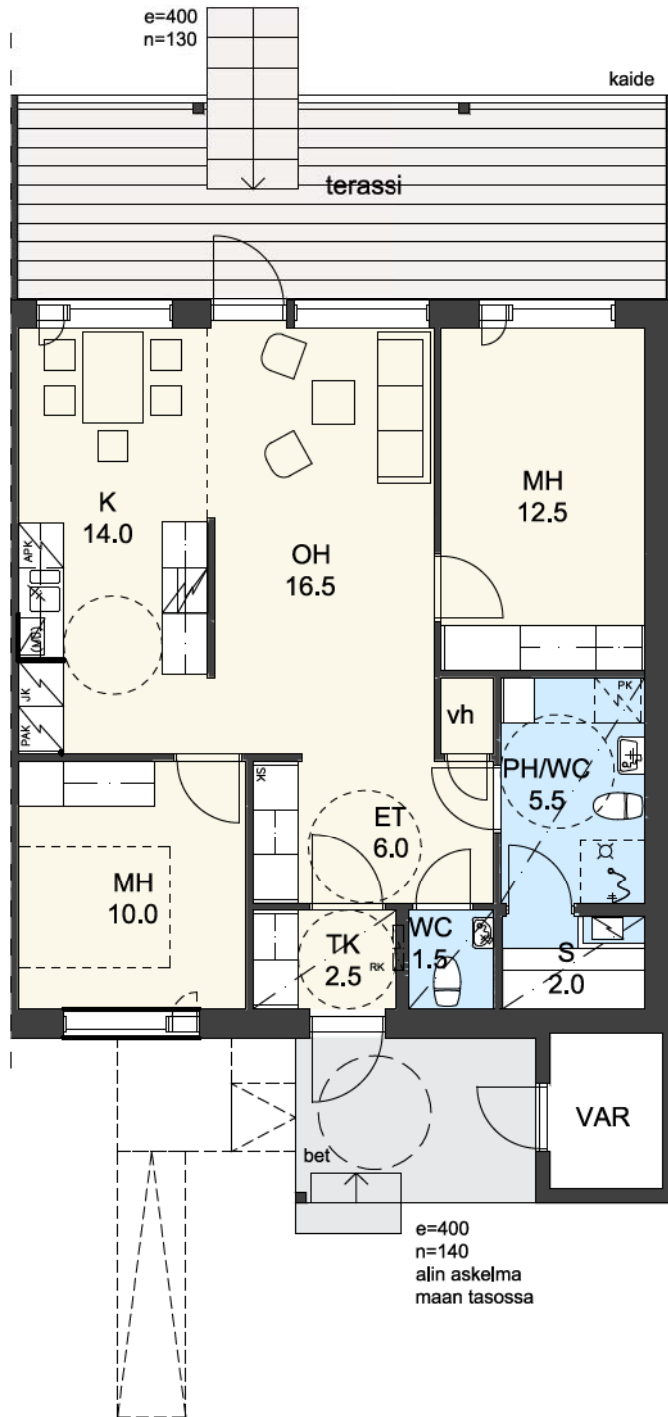 e=400
n=130
kaide
terassi
MH
12.5
K
14.0
OH
16.5
APK
(MU)
JK
PAK
vh
PK
PH/WC
5.5
SK
ET
6.0
MH
10.0
TK
2.5
RK
WC
1.5
S
2.0
VAR
bet
e=400
n=140
alin askelma
maan tasossa